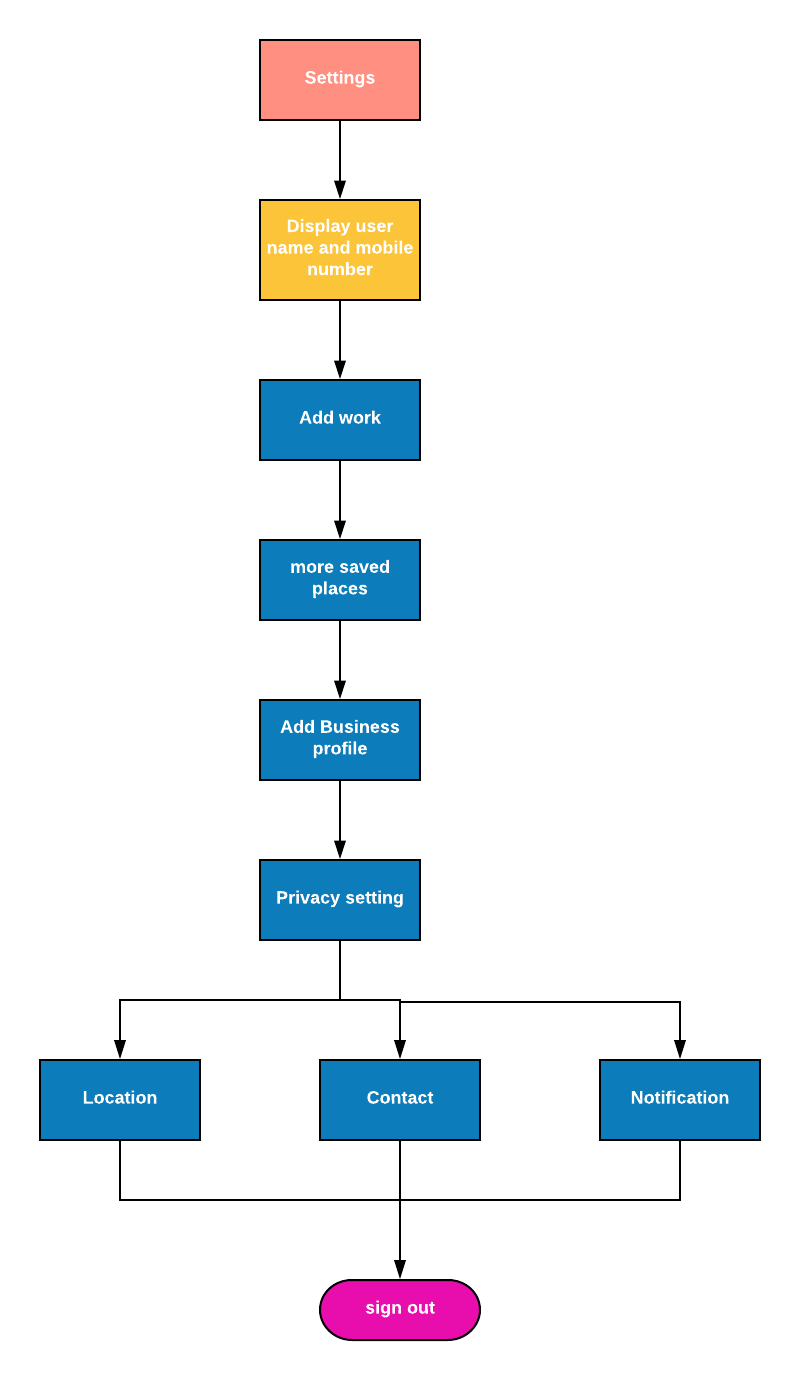 Settings
Display user
name and mobile
number
Add work
more saved
places
Add Business
profile
Privacy setting
Location
Contact
Notification
sign out